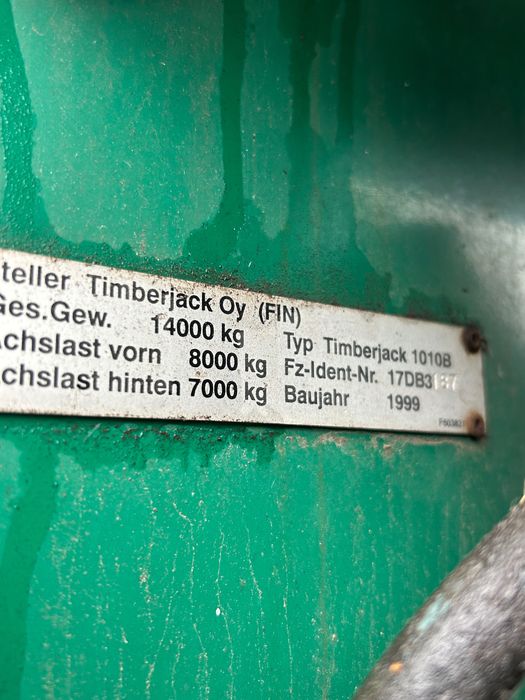 teller Timberjack Oy (FIN)
Ges.Gew. 14000 kg Typ Timberjack 1010B
chslast vorn 8000 kg Fz-Ident-Nr. 17DB3
chslast hinten 7000 kg Baujahr 1999